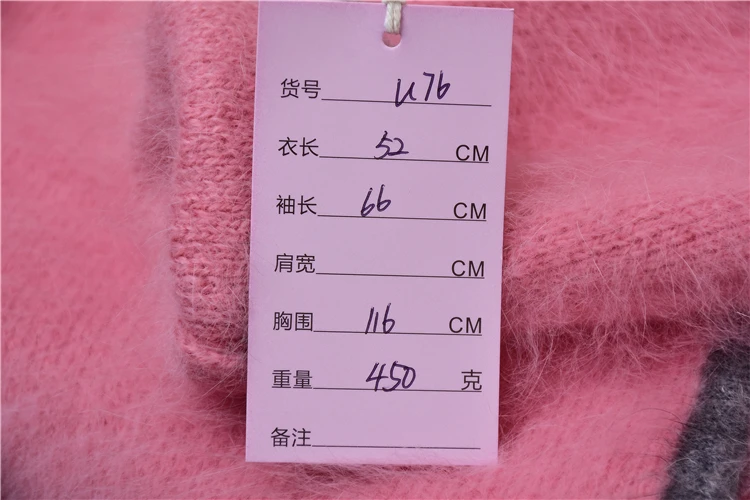 货号 U76
衣长 52 CM
袖长 66 CM
肩宽 CM
胸围 116 CM
重量 450 克
备注